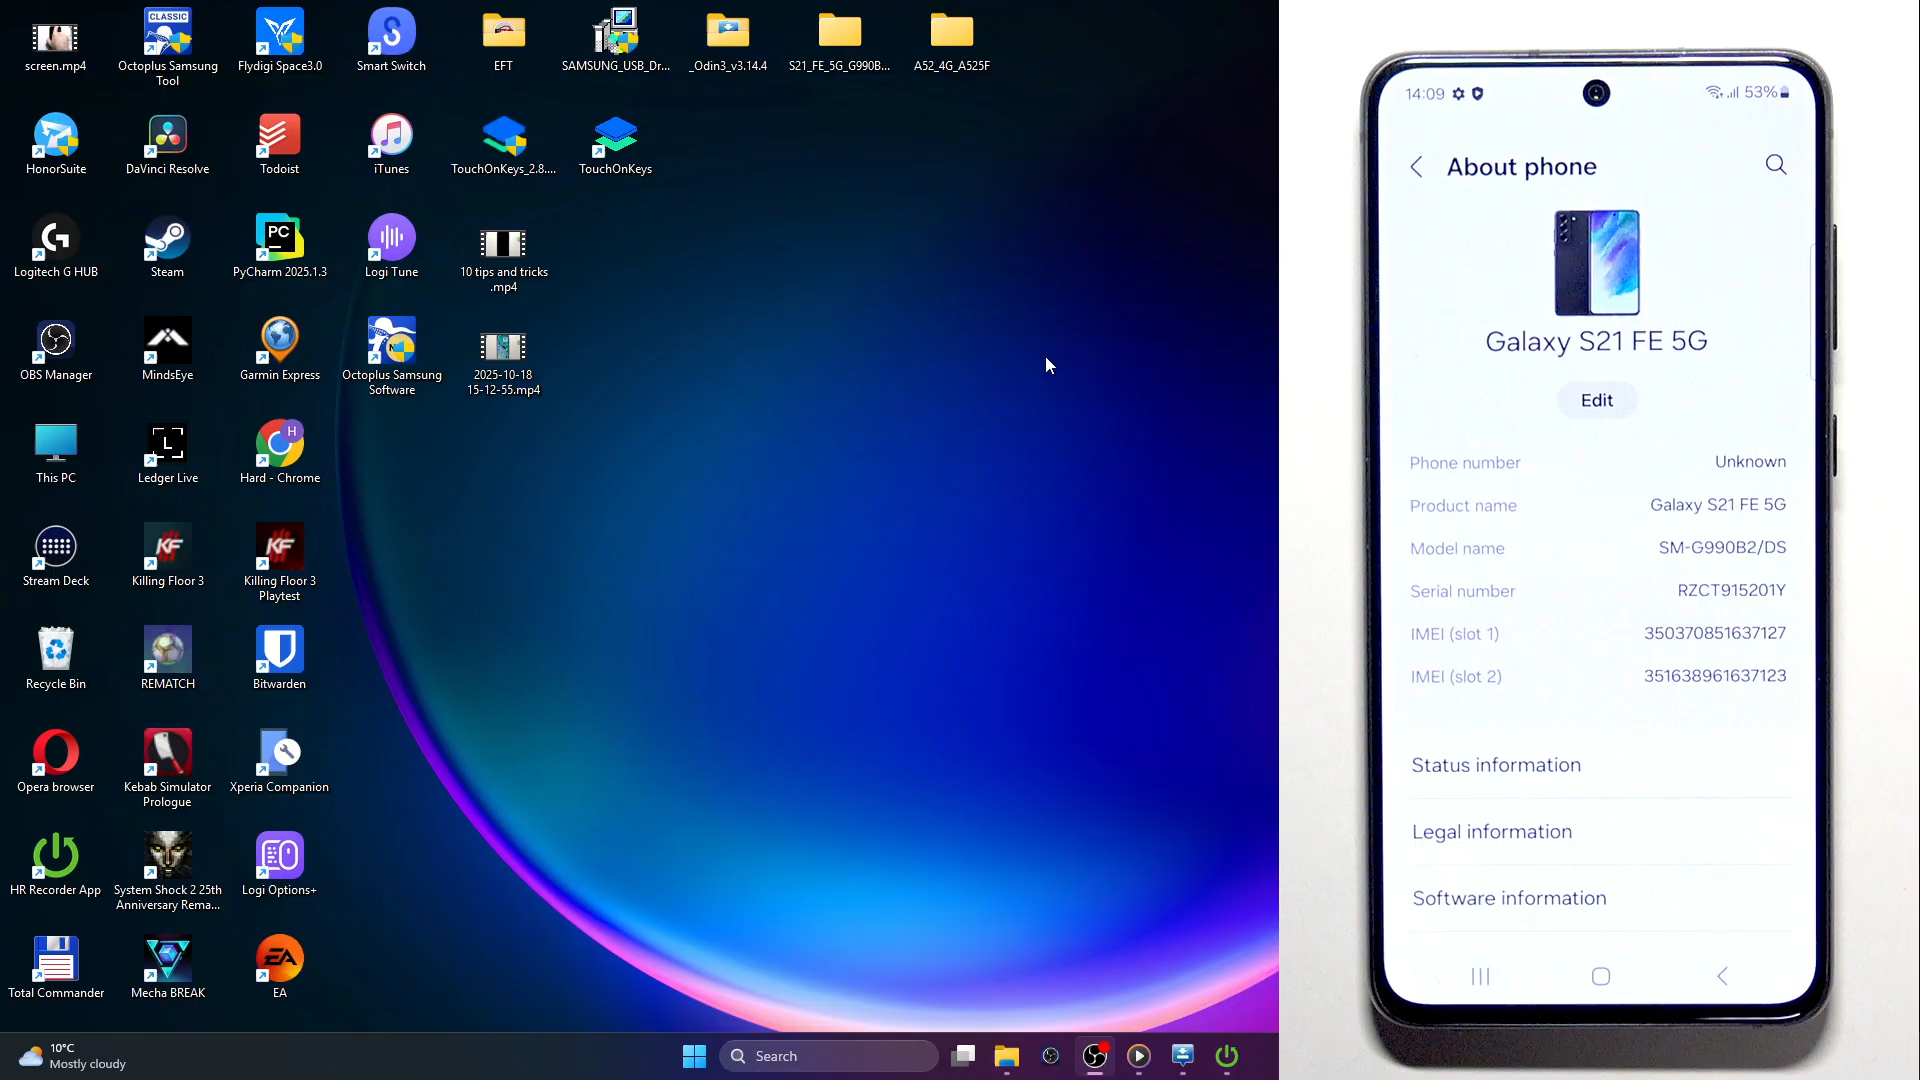 screen.mp4
CLASSIC
Octoplus Samsung
Tool
Flydigi Space3.0
Smart Switch
EFT
SAMSUNG_USB_Dr...
_Odin3_v3.14.4
S21_FE_5G_G990B...
A52_4G_A525F
HonorSuite
DaVinci Resolve
Todoist
iTunes
TouchOnKeys_2.8....
TouchOnKeys
Logitech G HUB
Steam
PC
PyCharm 2025.1.3
Logi Tune
10 tips and tricks
.mp4
OBS Manager
MindsEye
Garmin Express
Octoplus Samsung
Software
2025-10-18
15-12-55.mp4
This PC
L
Ledger Live
H
Hard - Chrome
Stream Deck
KF
Killing Floor 3
KF
Killing Floor 3
Playtest
Recycle Bin
REMATCH
Bitwarden
Opera browser
Kebab Simulator
Prologue
Xperia Companion
HR Recorder App
System Shock 2 25th
Anniversary Rema...
Logi Options+
Total Commander
Mecha BREAK
EA
EA
10°C
Mostly cloudy
Search
14:09
53%
About phone
Galaxy S21 FE 5G
Edit
Phone number Unknown
Product name Galaxy S21 FE 5G
Model name SM-G990B2/DS
Serial number RZCT915201Y
IMEI (slot 1) 350370851637127
IMEI (slot 2) 351638961637123
Status information
Legal information
Software information